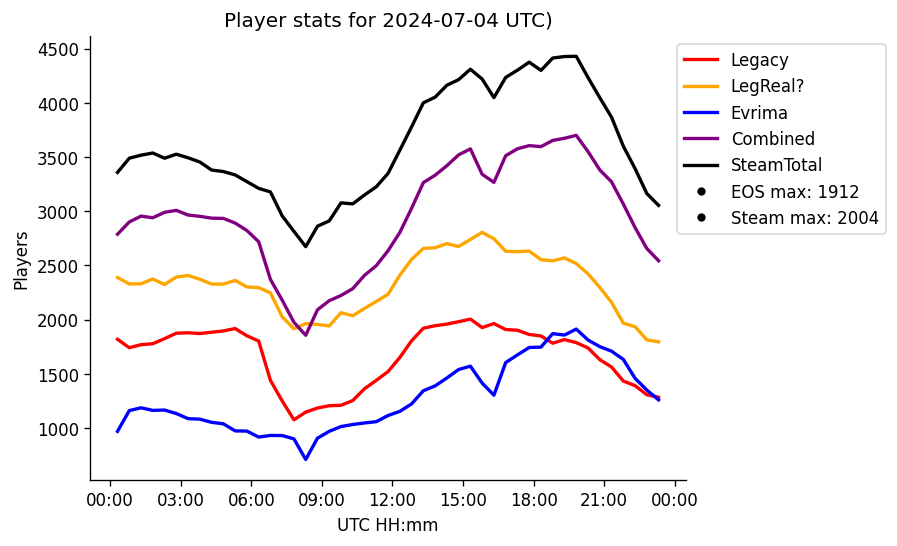 Player stats for 2024-07-04 UTC)
4500
4000
3500
3000
2500
2000
1500
1000
Players
00:00 03:00 06:00 09:00 12:00 15:00 18:00 21:00 00:00
UTC HH:mm
Legacy
LegReal?
Evrima
Combined
SteamTotal
EOS max: 1912
Steam max: 2004